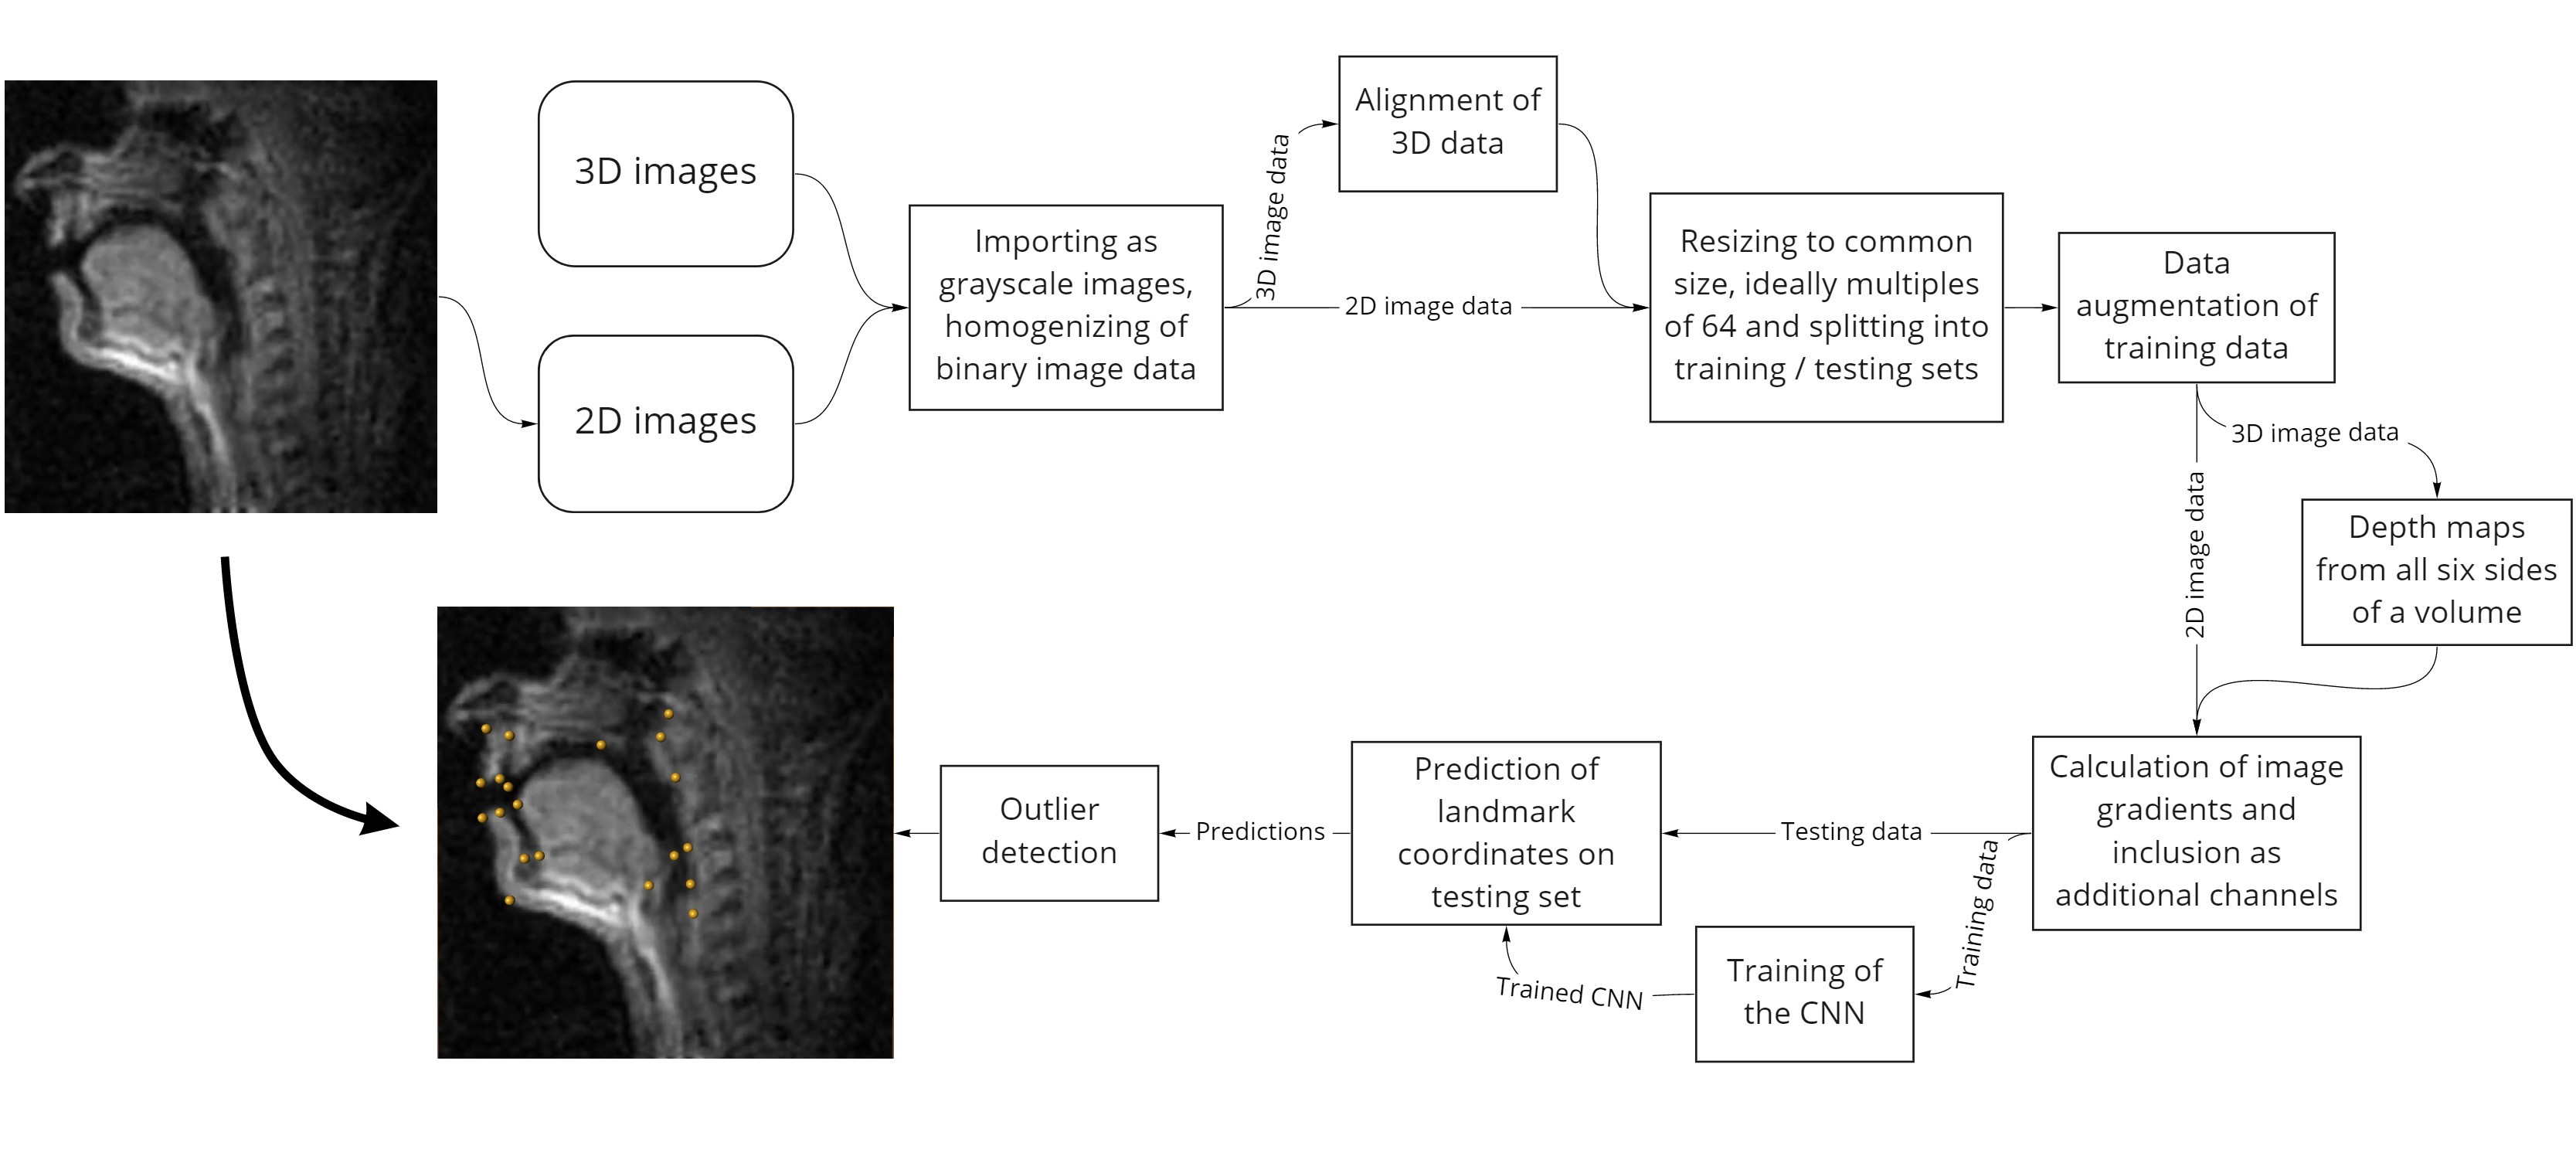 3D images
2D images
Importing as
grayscale images,
homogenizing of
binary image data
3D image data
Alignment of
3D data
2D image data
Resizing to common
size, ideally multiples
of 64 and splitting into
training / testing sets
Data
augmentation of
training data
3D image data
2D image data
Depth maps
from all six sides
of a volume
Calculation of image
gradients and
inclusion as
additional channels
Testing data
Training data
Training of
the CNN
Trained CNN
Prediction of
landmark
coordinates on
testing set
Predictions
Outlier
detection